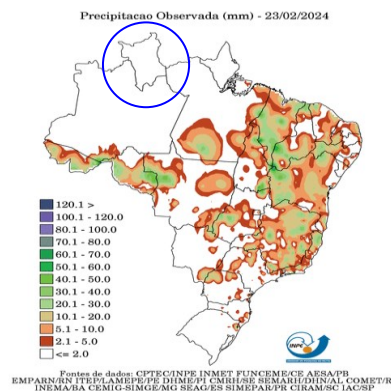 Precipitacao Observada (mm) - 23/02/2024
120.1 >
100.1 - 120.0
80.1 - 100.0
70.1 - 80.0
60.1 - 70.0
50.1 - 60.0
40.1 - 50.0
30.1 - 40.0
20.1 - 30.0
10.1 - 20.0
5.1 - 10.0
2.1 - 5.0
<= 2.0
INPE
Fontes de dados: CPTEC/INPE INMET FUNCEME/CE AESA/PB
EMPARN/RN ITEP/LAMEPE/PE DHME/PI CMRH/SE SEMARH/DHN/AL COMET/R
INEMA/BA CEMIG-SIMGE/MG SEAG/ES SIMEPAR/PR CIRAM/SC IAC/SP